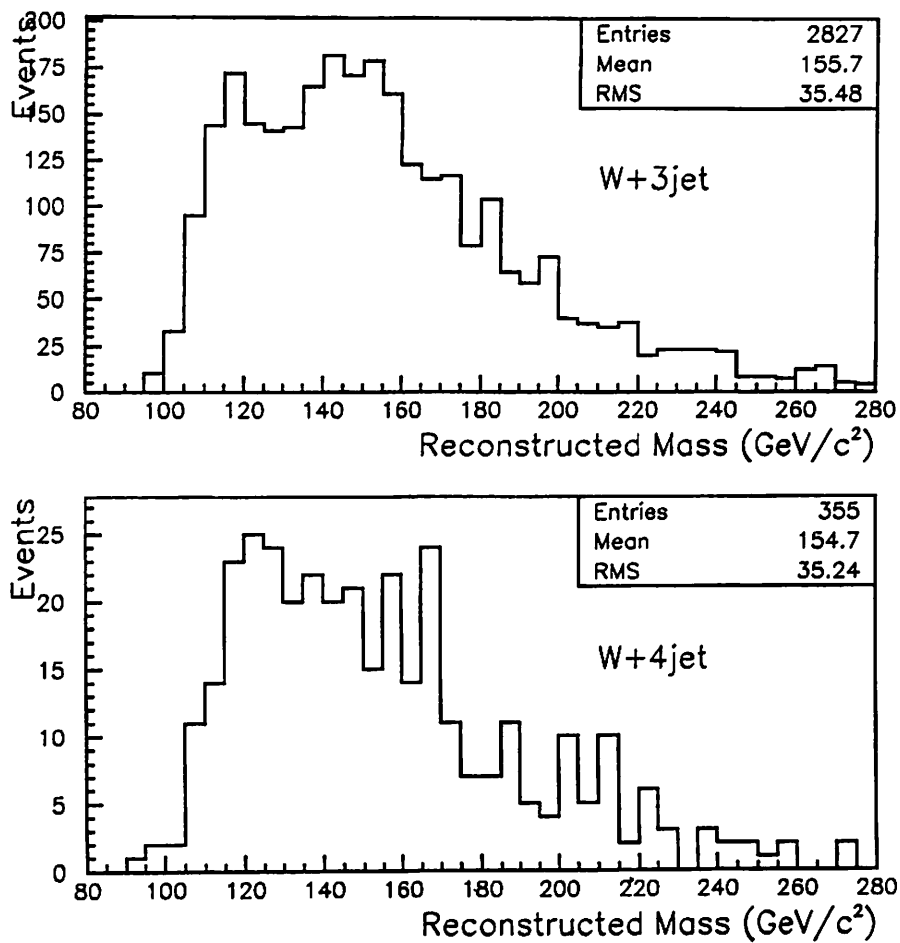 Events
200
175
150
125
100
75
50
25
0
Entries 2827
Mean 155.7
RMS 35.48
W+3jet
80 100 120 140 160 180 200 220 240 260 280
Reconstructed Mass (GeV/c²)
Events
25
20
15
10
5
0
Entries 355
Mean 154.7
RMS 35.24
W+4jet
80 100 120 140 160 180 200 220 240 260 280
Reconstructed Mass (GeV/c²)